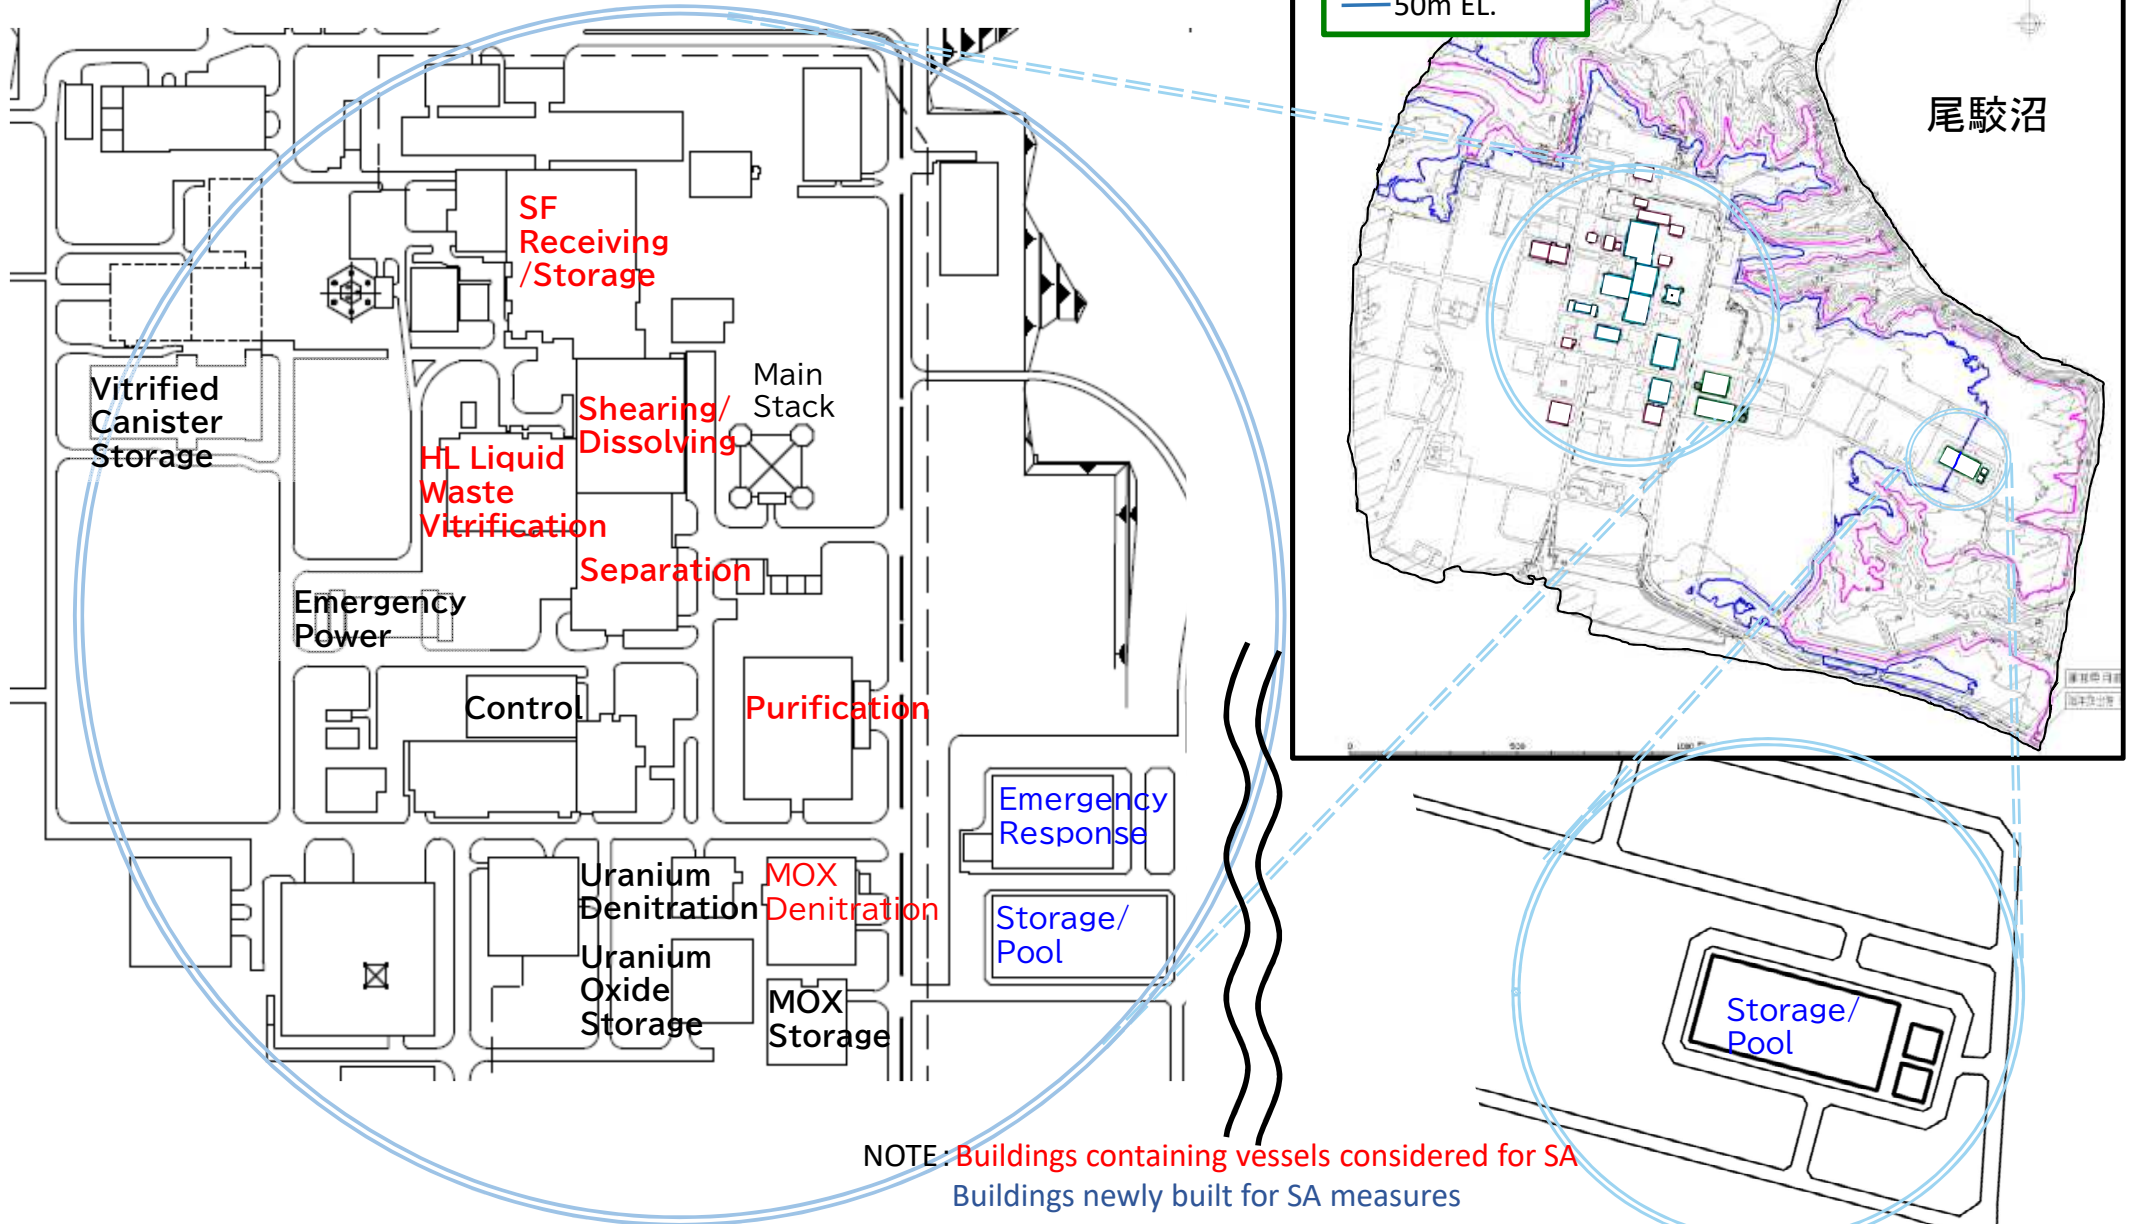 50m EL.
尾駮沼
SF
Receiving
/Storage
Main
Stack
Vitrified
Canister
Storage
Shearing/
Dissolving
HL Liquid
Waste
Vitrification
Separation
Emergency
Power
Control
Purification
Emergency
Response
Uranium
Denitration
MOX
Denitration
Storage/
Pool
Uranium
Oxide
Storage
MOX
Storage
Storage/
Pool
NOTE: Buildings containing vessels considered for SA
Buildings newly built for SA measures